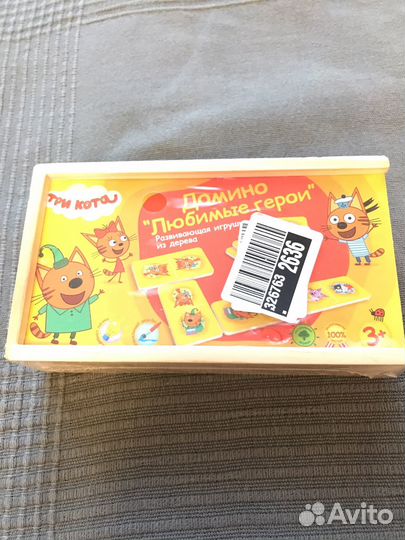 ТРИ КОТА
Домино
"Любимые герои"
Развивающая игрушка
из дерева
326763 2636
100%
3+
Avito